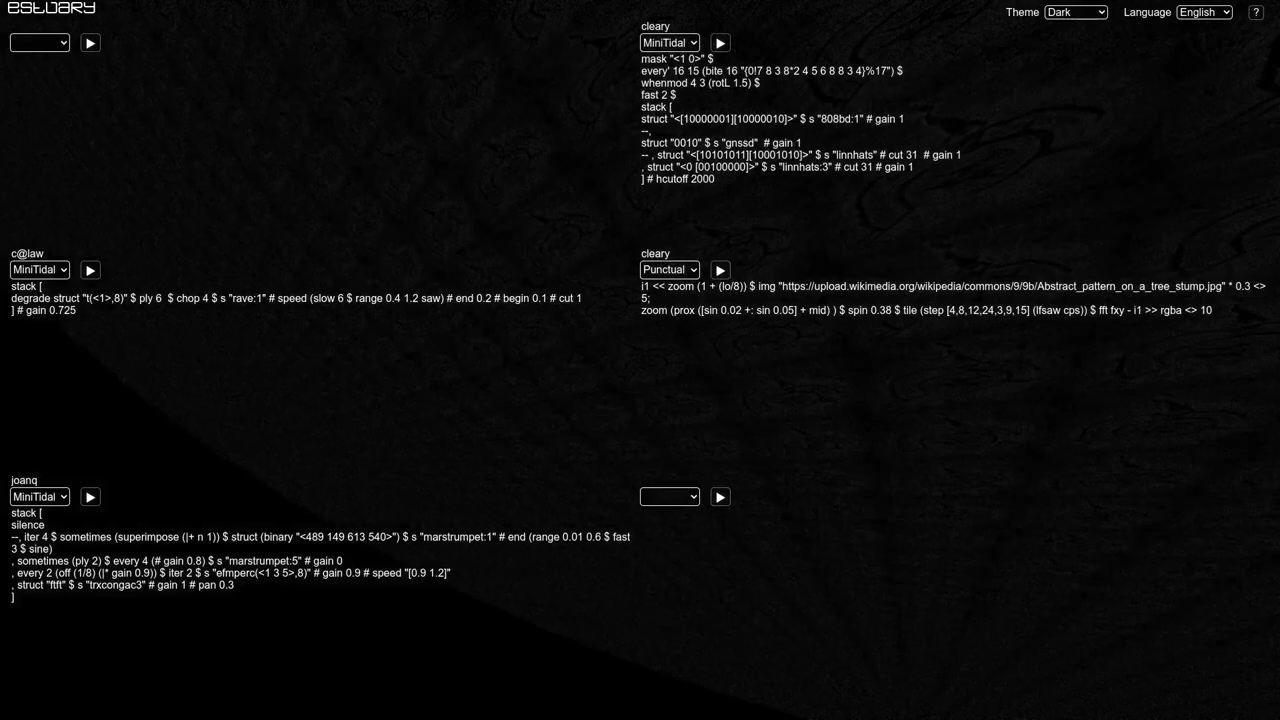 estuary
Theme Dark Language English ?
cleary
MiniTidal
mask "<1 0>" $
every' 16 15 (bite 16 "{0!7 8 3 8*2 4 5 6 8 8 3 4}%17") $
whenmod 4 3 (rotL 1.5) $
fast 2 $
stack [
struct "<[10000001][10000010]>" $ s "808bd:1" # gain 1
--,
struct "0010" $ s "gnssd" # gain 1
-- , struct "<[10101011][10001010]>" $ s "linnhats" # cut 31 # gain 1
, struct "<0 [00100000]>" $ s "linnhats:3" # cut 31 # gain 1
] # hcutoff 2000
c@law
MiniTidal
stack [
degrade struct "t(<1>,8)" $ ply 6 $ chop 4 $ s "rave:1" # speed (slow 6 $ range 0.4 1.2 saw) # end 0.2 # begin 0.1 # cut 1
] # gain 0.725
cleary
Punctual
i1 << zoom (1 + (lo/8)) $ img "https://upload.wikimedia.org/wikipedia/commons/9/9b/Abstract_pattern_on_a_tree_stump.jpg" * 0.3 <>
5;
zoom (prox ([sin 0.02 +: sin 0.05] + mid) ) $ spin 0.38 $ tile (step [4,8,12,24,3,9,15] (lfsaw cps)) $ fft fxy - i1 >> rgba <> 10
joanq
MiniTidal
stack [
silence
--, iter 4 $ sometimes (superimpose (|+ n 1)) $ struct (binary "<489 149 613 540>") $ s "marstrumpet:1" # end (range 0.01 0.6 $ fast
3 $ sine)
, sometimes (ply 2) $ every 4 (# gain 0.8) $ s "marstrumpet:5" # gain 0
, every 2 (off (1/8) (|* gain 0.9)) $ iter 2 $ s "efmperc(<1 3 5>,8)" # gain 0.9 # speed "[0.9 1.2]"
, struct "ftft" $ s "trxcongac3" # gain 1 # pan 0.3
]